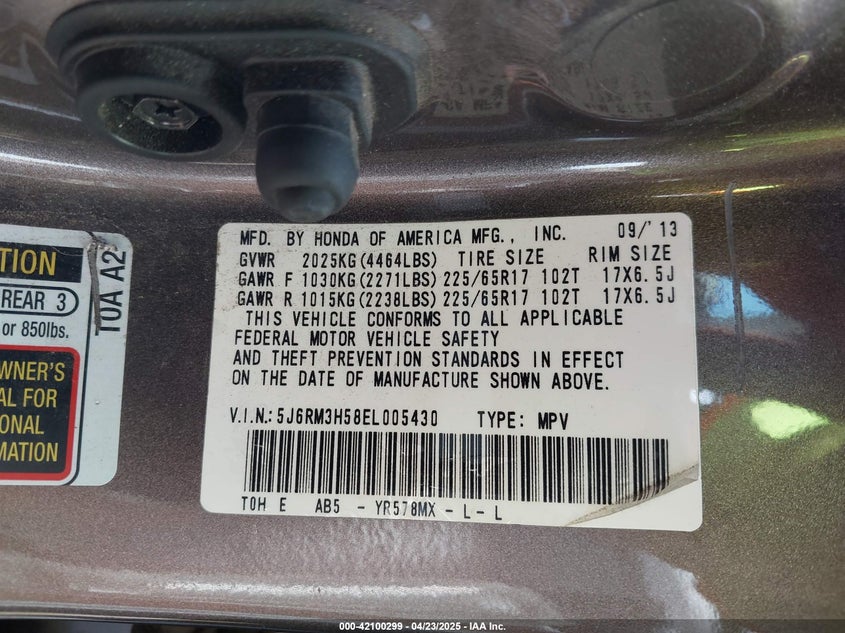 MFD. BY HONDA OF AMERICA MFG., INC. 09/'13
GVWR 2025KG(4464LBS) TIRE SIZE RIM SIZE
GAWR F 1030KG(2271LBS) 225/65R17 102T 17X6.5J
GAWR R 1015KG(2238LBS) 225/65R17 102T 17X6.5J
THIS VEHICLE CONFORMS TO ALL APPLICABLE
FEDERAL MOTOR VEHICLE SAFETY
AND THEFT PREVENTION STANDARDS IN EFFECT
ON THE DATE OF MANUFACTURE SHOWN ABOVE.
V.I.N.:5J6RM3H58EL005430 TYPE: MPV
TOH E AB5 - YR578MX - L - L
TION
REAR 3
or 850lbs.
WNER'S
AL FOR
IONAL
MATION
TOA A2
000-42100299 - 04/23/2025 - IAA Inc.